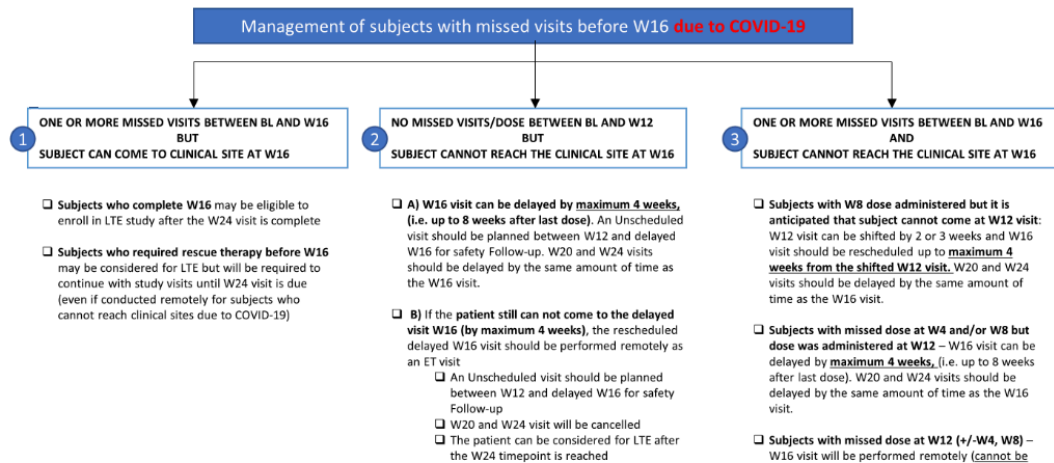 Management of subjects with missed visits before W16 due to COVID-19
1
ONE OR MORE MISSED VISITS BETWEEN BL AND W16
BUT
SUBJECT CAN COME TO CLINICAL SITE AT W16
❑ Subjects who complete W16 may be eligible to
enroll in LTE study after the W24 visit is complete
❑ Subjects who required rescue therapy before W16
may be considered for LTE but will be required to
continue with study visits until W24 visit is due
(even if conducted remotely for subjects who
cannot reach clinical sites due to COVID-19)
2
NO MISSED VISITS/DOSE BETWEEN BL AND W12
BUT
SUBJECT CANNOT REACH THE CLINICAL SITE AT W16
❑ A) W16 visit can be delayed by maximum 4 weeks,
(i.e. up to 8 weeks after last dose). An Unscheduled
visit should be planned between W12 and delayed
W16 for safety Follow-up. W20 and W24 visits
should be delayed by the same amount of time as
the W16 visit.
❑ B) If the patient still can not come to the delayed
visit W16 (by maximum 4 weeks), the rescheduled
delayed W16 visit should be performed remotely as
an ET visit
❑ An Unscheduled visit should be planned
between W12 and delayed W16 for safety
Follow-up
❑ W20 and W24 visit will be cancelled
❑ The patient can be considered for LTE after
the W24 timepoint is reached
3
ONE OR MORE MISSED VISITS BETWEEN BL AND W16
AND
SUBJECT CANNOT REACH THE CLINICAL SITE AT W16
❑ Subjects with W8 dose administered but it is
anticipated that subject cannot come at W12 visit:
W12 visit can be shifted by 2 or 3 weeks and W16
visit should be rescheduled up to maximum 4
weeks from the shifted W12 visit. W20 and W24
visits should be delayed by the same amount of
time as the W16 visit.
❑ Subjects with missed dose at W4 and/or W8 but
dose was administered at W12 – W16 visit can be
delayed by maximum 4 weeks, (i.e. up to 8 weeks
after last dose). W20 and W24 visits should be
delayed by the same amount of time as the W16
visit.
❑ Subjects with missed dose at W12 (+/-W4, W8) –
W16 visit will be performed remotely (cannot be